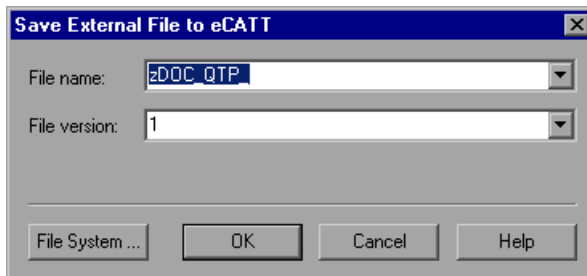 Save External File to eCATT
File name: zDOC_QTP_
File version: 1
File System ... OK Cancel Help